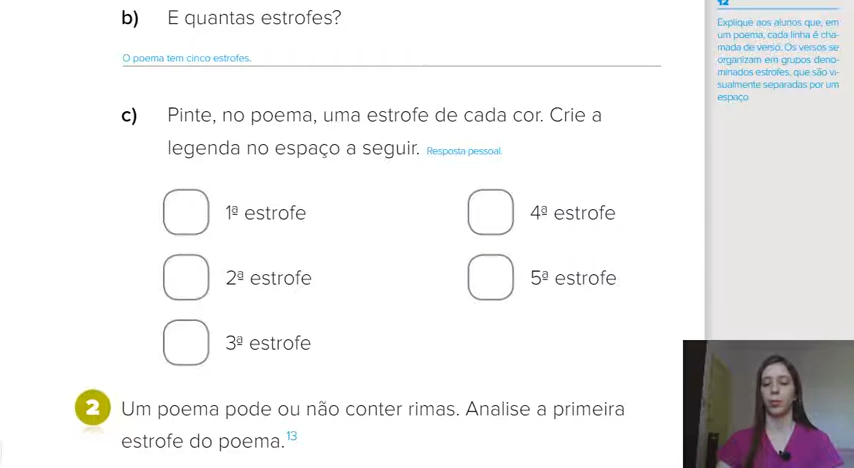 b) E quantas estrofes?
O poema tem cinco estrofes.
c) Pinte, no poema, uma estrofe de cada cor. Crie a
legenda no espaço a seguir. Resposta pessoal.
1ª estrofe
2ª estrofe
3ª estrofe
4ª estrofe
5ª estrofe
2 Um poema pode ou não conter rimas. Analise a primeira
estrofe do poema.13
12
Explique aos alunos que, em
um poema, cada linha é cha-
mada de verso. Os versos se
organizam em grupos deno-
minados estrofes, que são vi-
sualmente separadas por um
espaço